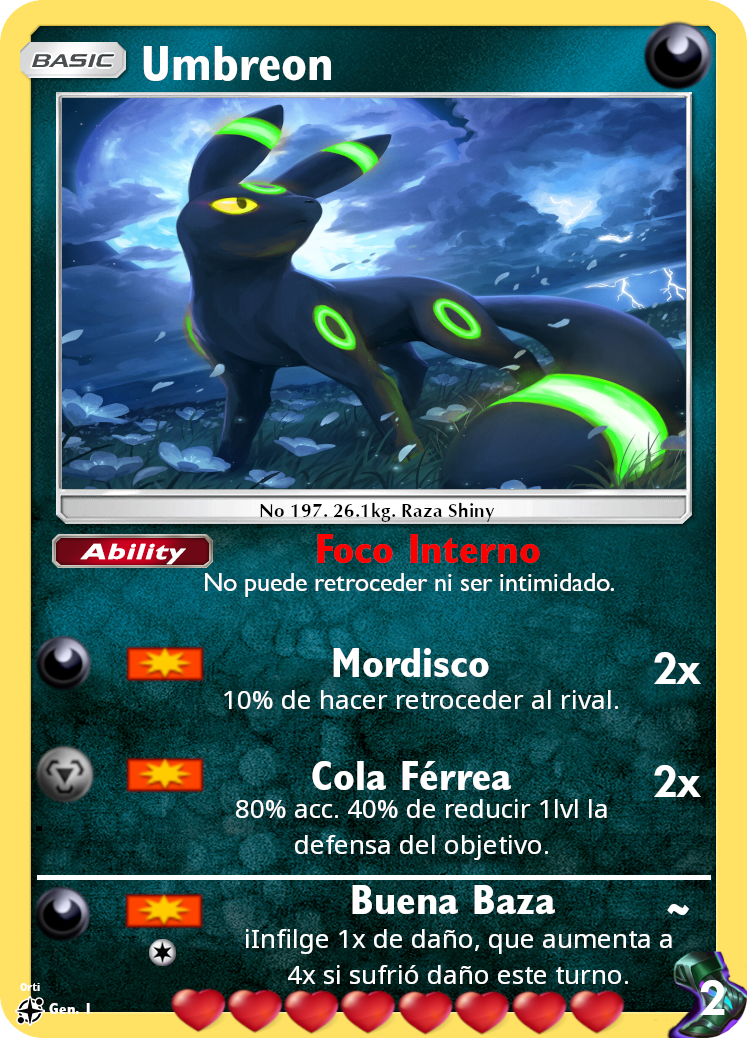 BASIC Umbreon
No 197. 26.1kg. Raza Shiny
Ability Foco Interno
No puede retroceder ni ser intimidado.
Mordisco 2x
10% de hacer retroceder al rival.
Cola Férrea 2x
80% acc. 40% de reducir 1lvl la
defensa del objetivo.
Buena Baza ~
iInfilge 1x de daño, que aumenta a
4x si sufrió daño este turno.
Orti
Gen. I
2